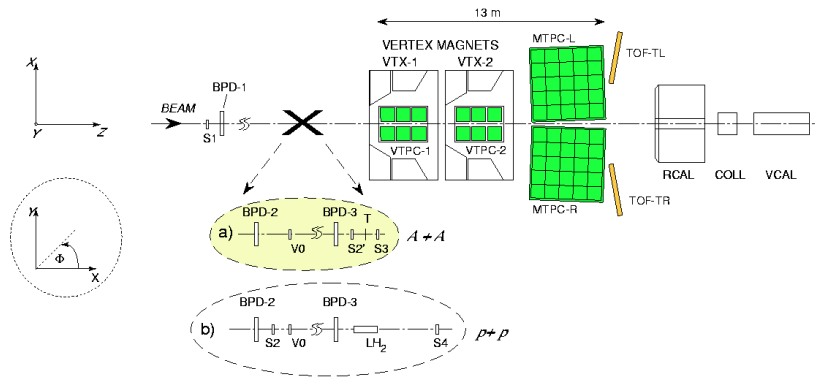 13 m
MTPC-L
TOF-TL
VERTEX MAGNETS
VTX-1 VTX-2
X
BPD-1
BEAM
Y Z
S1
VTPC-1 VTPC-2
RCAL COLL VCAL
MTPC-R
TOF-TR
BPD-2 BPD-3 T
a) A+A
V0 S2' S3
Y
Φ
X
BPD-2 BPD-3
b) p+p
S2 V0 LH2 S4